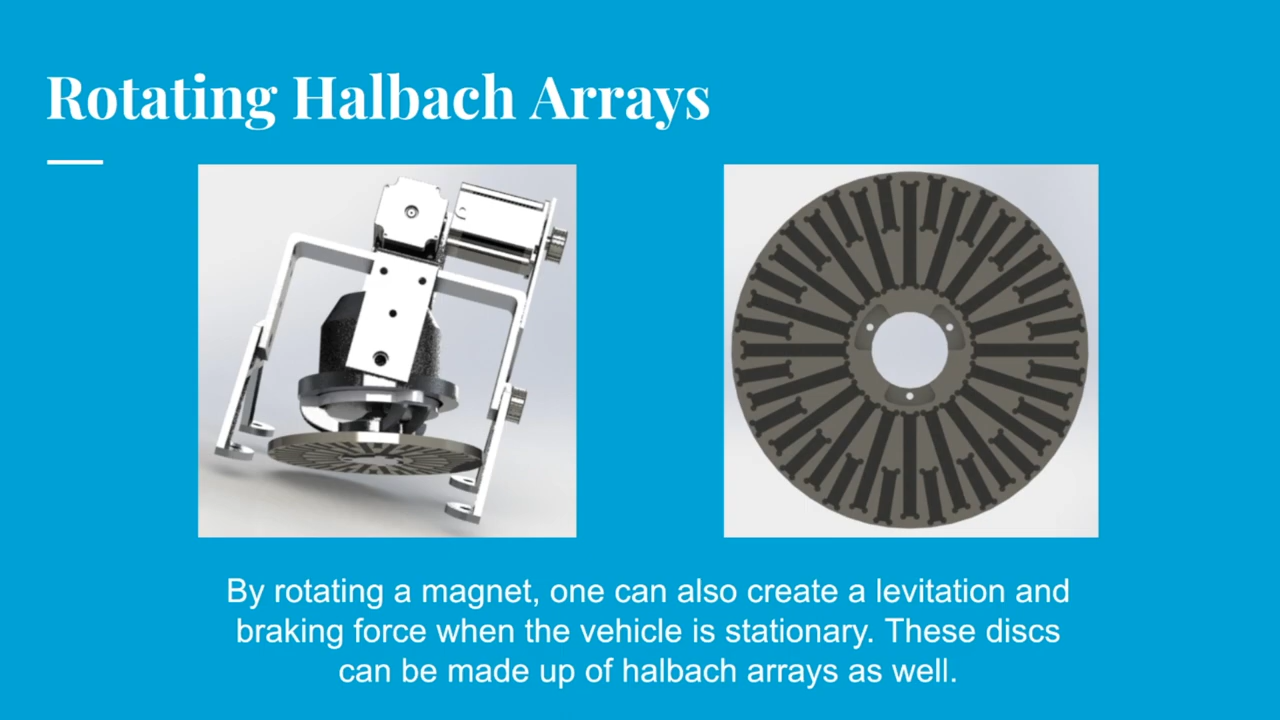 Rotating Halbach Arrays
By rotating a magnet, one can also create a levitation and
braking force when the vehicle is stationary. These discs
can be made up of halbach arrays as well.